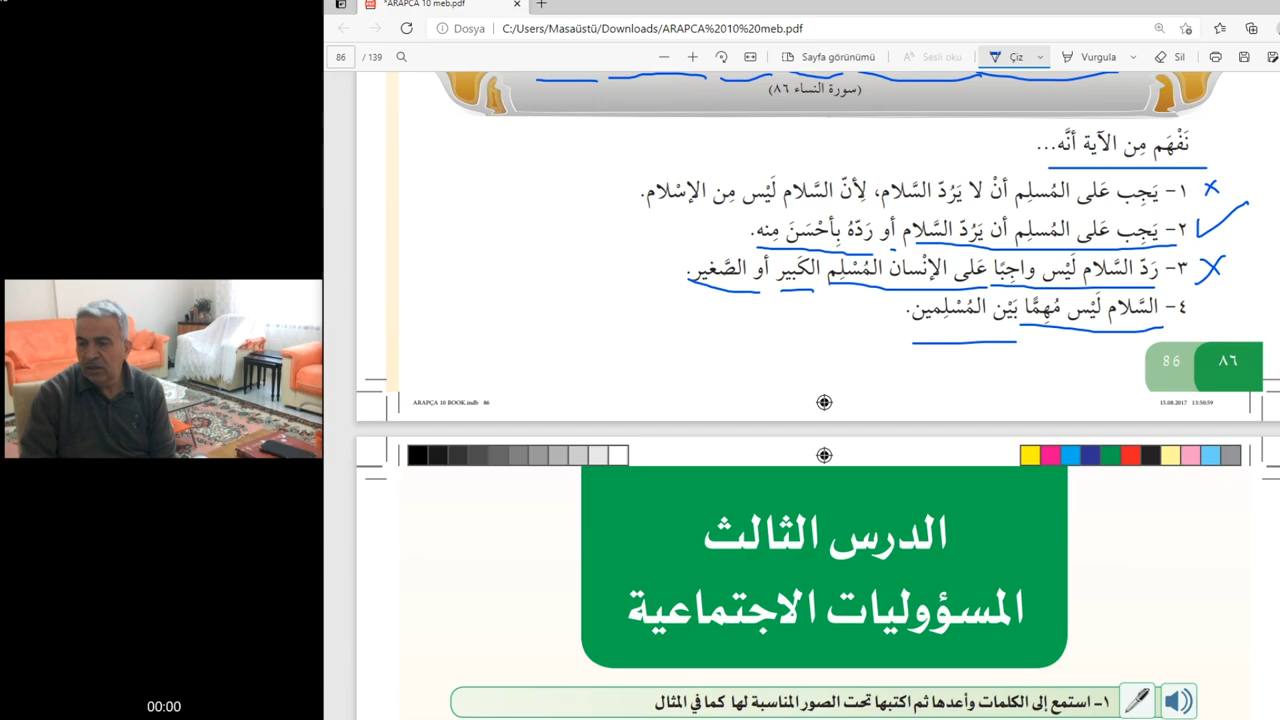 *ARAPCA 10 meb.pdf
Dosya
C:/Users/Masaüstü/Downloads/ARAPCA%2010%20meb.pdf
86 / 139
Sayfa görünümü
Sesli oku
Çiz
Vurgula
Sil
(سورة النساء ٨٦)
نَفْهَم مِن الآية أنَّه...
١- يَجِب عَلى المُسلِم أنْ لا يَرُدّ السَّلام، لِأنّ السَّلام لَيْس مِن الإسْلام.
٢- يَجِب عَلى المُسلِم أن يَرُدّ السَّلام أو رَدّهُ بِأحْسَنَ مِنه.
٣- رَدّ السَّلام لَيْس واجِبًا عَلى الإنْسان المُسْلِم الكَبير أو الصَّغير.
٤- السَّلام لَيْس مُهِمًّا بَيْن المُسْلِمين.
86 ٨٦
ARAPÇA 10 BOOK.indb 86
15.08.2017 13:50:59
الدرس الثالث
المسؤوليات الاجتماعية
١- استمع إلى الكلمات وأعدها ثم اكتبها تحت الصور المناسبة لها كما في المثال
00:00